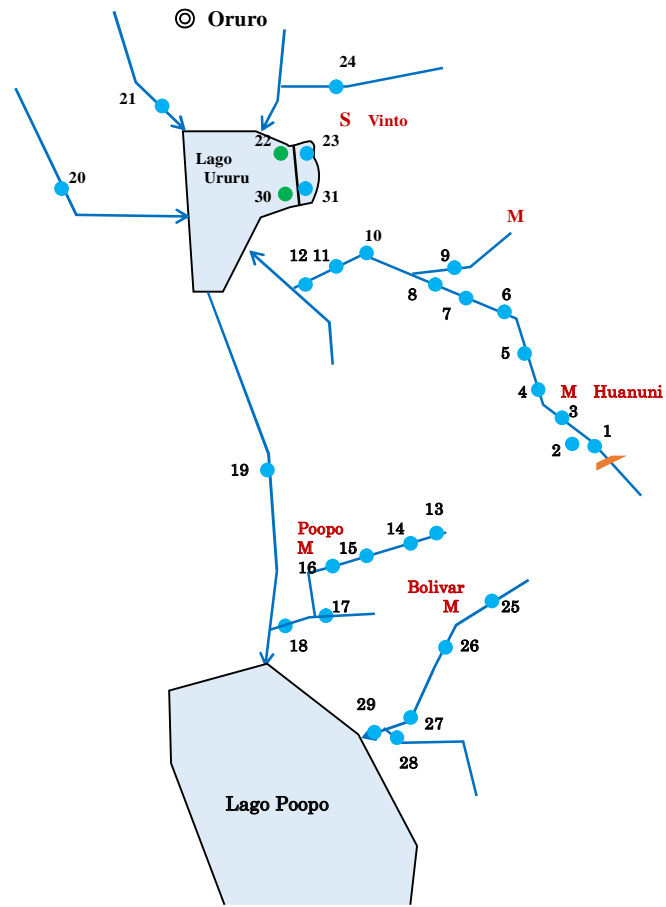 Oruro
24
21
S Vinto
22 23
Lago
Ururu
20
30 31
M
10
12 11 9
8 6
7
5
4 M Huanuni
3
1
2
19
13
Poopo 14
M 15
16
Bolivar
M 25
17
18 26
29
27
28
Lago Poopo